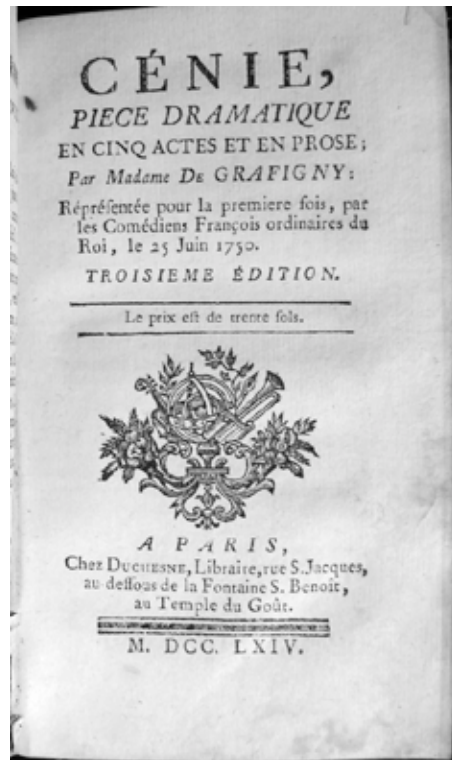 CÉNIE,
PIECE DRAMATIQUE
EN CINQ ACTES ET EN PROSE;
Par Madame DE GRAFIGNY:
Répréſentée pour la premiere fois, par
les Comédiens François ordinaires du
Roi, le 25 Juin 1750.
TROISIEME ÉDITION.
Le prix eſt de trente ſols.
A PARIS,
Chez DUCHESNE, Libraire, rue S. Jacques,
au-deſſous de la Fontaine S. Benoît,
au Temple du Goût.
M. DCC. LXIV.